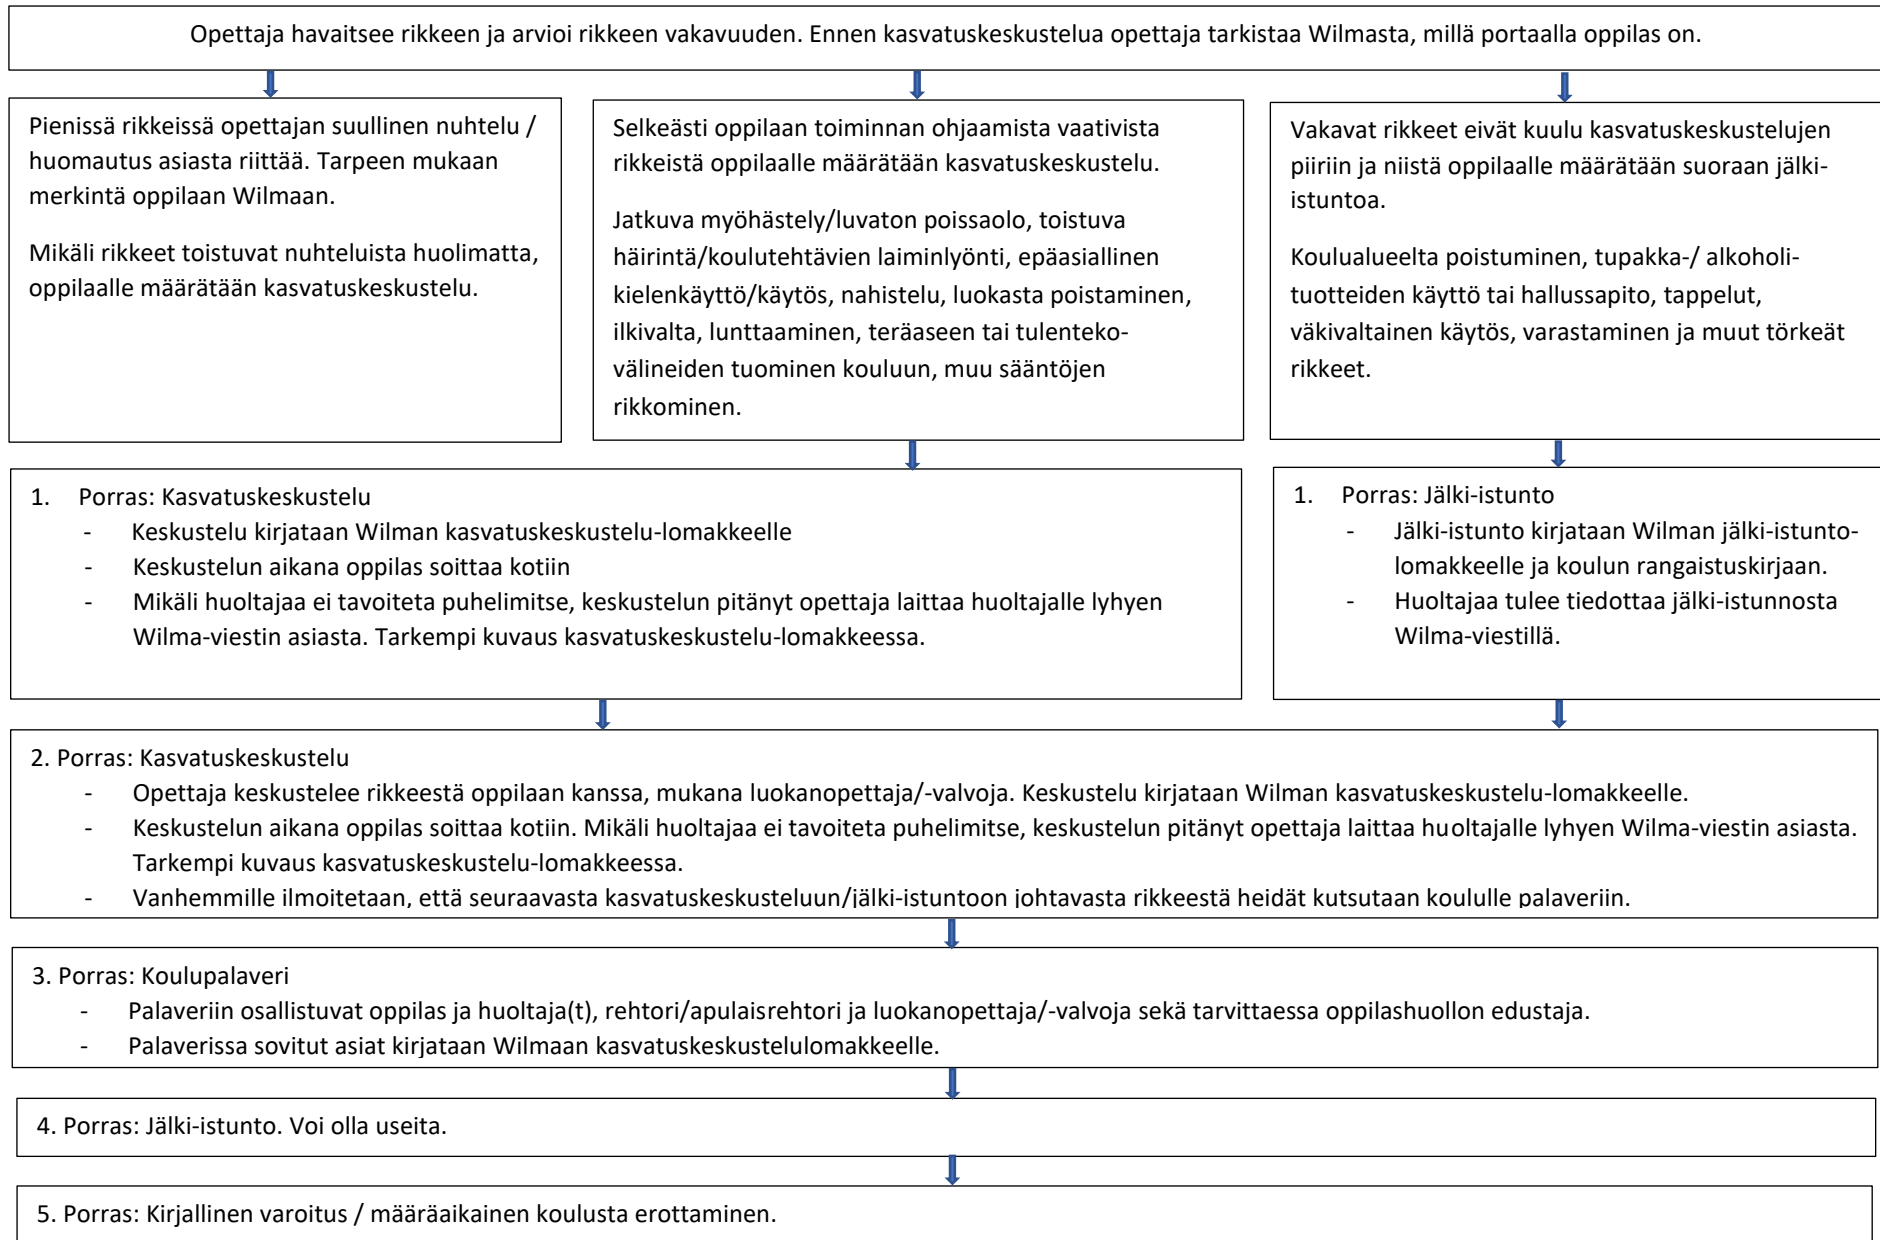 Opettaja havaitsee rikkeen ja arvioi rikkeen vakavuuden. Ennen kasvatuskeskustelua opettaja tarkistaa Wilmasta, millä portaalla oppilas on.
Pienissä rikkeissä opettajan suullinen nuhtelu /
huomautus asiasta riittää. Tarpeen mukaan
merkintä oppilaan Wilmaan.
Mikäli rikkeet toistuvat nuhteluista huolimatta,
oppilaalle määrätään kasvatuskeskustelu.
Selkeästi oppilaan toiminnan ohjaamista vaativista
rikkeistä oppilaalle määrätään kasvatuskeskustelu.
Jatkuva myöhästely/luvaton poissaolo, toistuva
häirintä/koulutehtävien laiminlyönti, epäasiallinen
kielenkäyttö/käytös, nahistelu, luokasta poistaminen,
ilkivalta, lunttaaminen, teräaseen tai tulenteko-
välineiden tuominen kouluun, muu sääntöjen
rikkominen.
Vakavat rikkeet eivät kuulu kasvatuskeskustelujen
piiriin ja niistä oppilaalle määrätään suoraan jälki-
istuntoa.
Koulualueelta poistuminen, tupakka-/ alkoholi-
tuotteiden käyttö tai hallussapito, tappelut,
väkivaltainen käytös, varastaminen ja muut törkeät
rikkeet.
1. Porras: Kasvatuskeskustelu
- Keskustelu kirjataan Wilman kasvatuskeskustelu-lomakkeelle
- Keskustelun aikana oppilas soittaa kotiin
- Mikäli huoltajaa ei tavoiteta puhelimitse, keskustelun pitänyt opettaja laittaa huoltajalle lyhyen
Wilma-viestin asiasta. Tarkempi kuvaus kasvatuskeskustelu-lomakkeessa.
1. Porras: Jälki-istunto
- Jälki-istunto kirjataan Wilman jälki-istunto-
lomakkeelle ja koulun rangaistuskirjaan.
- Huoltajaa tulee tiedottaa jälki-istunnosta
Wilma-viestillä.
2. Porras: Kasvatuskeskustelu
- Opettaja keskustelee rikkeestä oppilaan kanssa, mukana luokanopettaja/-valvoja. Keskustelu kirjataan Wilman kasvatuskeskustelu-lomakkeelle.
- Keskustelun aikana oppilas soittaa kotiin. Mikäli huoltajaa ei tavoiteta puhelimitse, keskustelun pitänyt opettaja laittaa huoltajalle lyhyen Wilma-viestin asiasta.
Tarkempi kuvaus kasvatuskeskustelu-lomakkeessa.
- Vanhemmille ilmoitetaan, että seuraavasta kasvatuskeskusteluun/jälki-istuntoon johtavasta rikkeestä heidät kutsutaan koululle palaveriin.
3. Porras: Koulupalaveri
- Palaveriin osallistuvat oppilas ja huoltaja(t), rehtori/apulaisrehtori ja luokanopettaja/-valvoja sekä tarvittaessa oppilashuollon edustaja.
- Palaverissa sovitut asiat kirjataan Wilmaan kasvatuskeskustelulomakkeelle.
4. Porras: Jälki-istunto. Voi olla useita.
5. Porras: Kirjallinen varoitus / määräaikainen koulusta erottaminen.